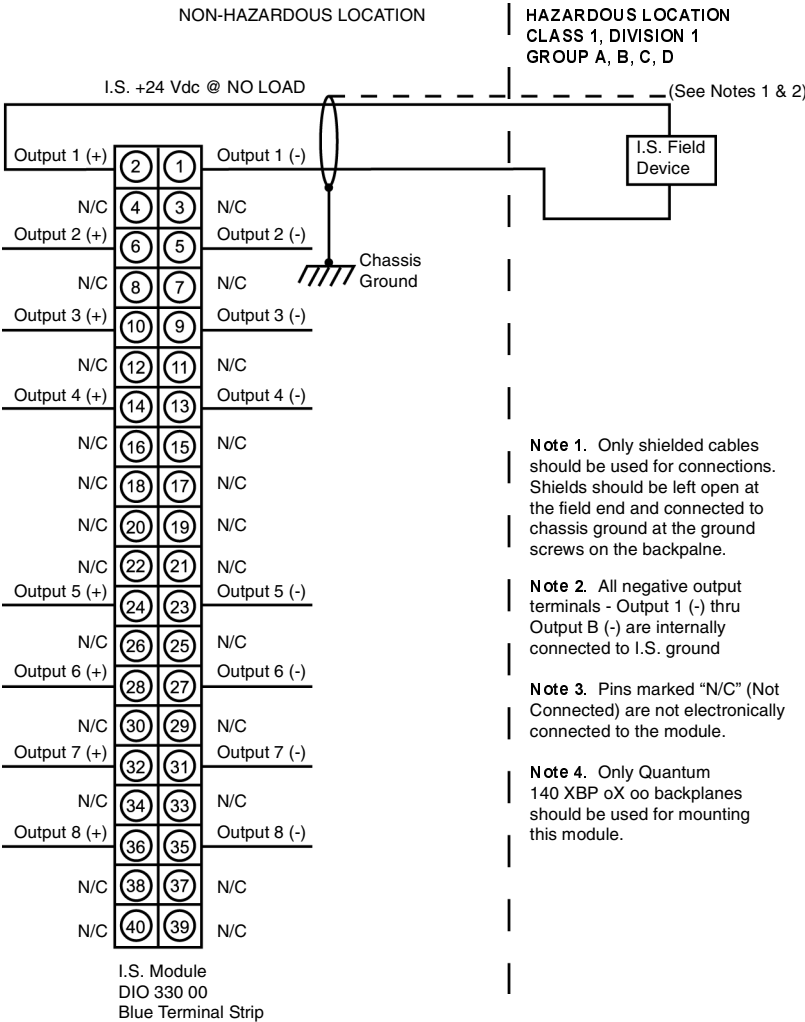 NON-HAZARDOUS LOCATION
HAZARDOUS LOCATION
CLASS 1, DIVISION 1
GROUP A, B, C, D
I.S. +24 Vdc @ NO LOAD
(See Notes 1 & 2)
I.S. Field
Device
Output 1 (+) 2 1 Output 1 (-)
N/C 4 3 N/C
Output 2 (+) 6 5 Output 2 (-)
Chassis
Ground
N/C 8 7 N/C
Output 3 (+) 10 9 Output 3 (-)
N/C 12 11 N/C
Output 4 (+) 14 13 Output 4 (-)
N/C 16 15 N/C
N/C 18 17 N/C
N/C 20 19 N/C
N/C 22 21 N/C
Output 5 (+) 24 23 Output 5 (-)
N/C 26 25 N/C
Output 6 (+) 28 27 Output 6 (-)
N/C 30 29 N/C
Output 7 (+) 32 31 Output 7 (-)
N/C 34 33 N/C
Output 8 (+) 36 35 Output 8 (-)
N/C 38 37 N/C
N/C 40 39 N/C
I.S. Module
DIO 330 00
Blue Terminal Strip
Note 1. Only shielded cables
should be used for connections.
Shields should be left open at
the field end and connected to
chassis ground at the ground
screws on the backpalne.
Note 2. All negative output
terminals - Output 1 (-) thru
Output B (-) are internally
connected to I.S. ground
Note 3. Pins marked “N/C” (Not
Connected) are not electronically
connected to the module.
Note 4. Only Quantum
140 XBP oX oo backplanes
should be used for mounting
this module.